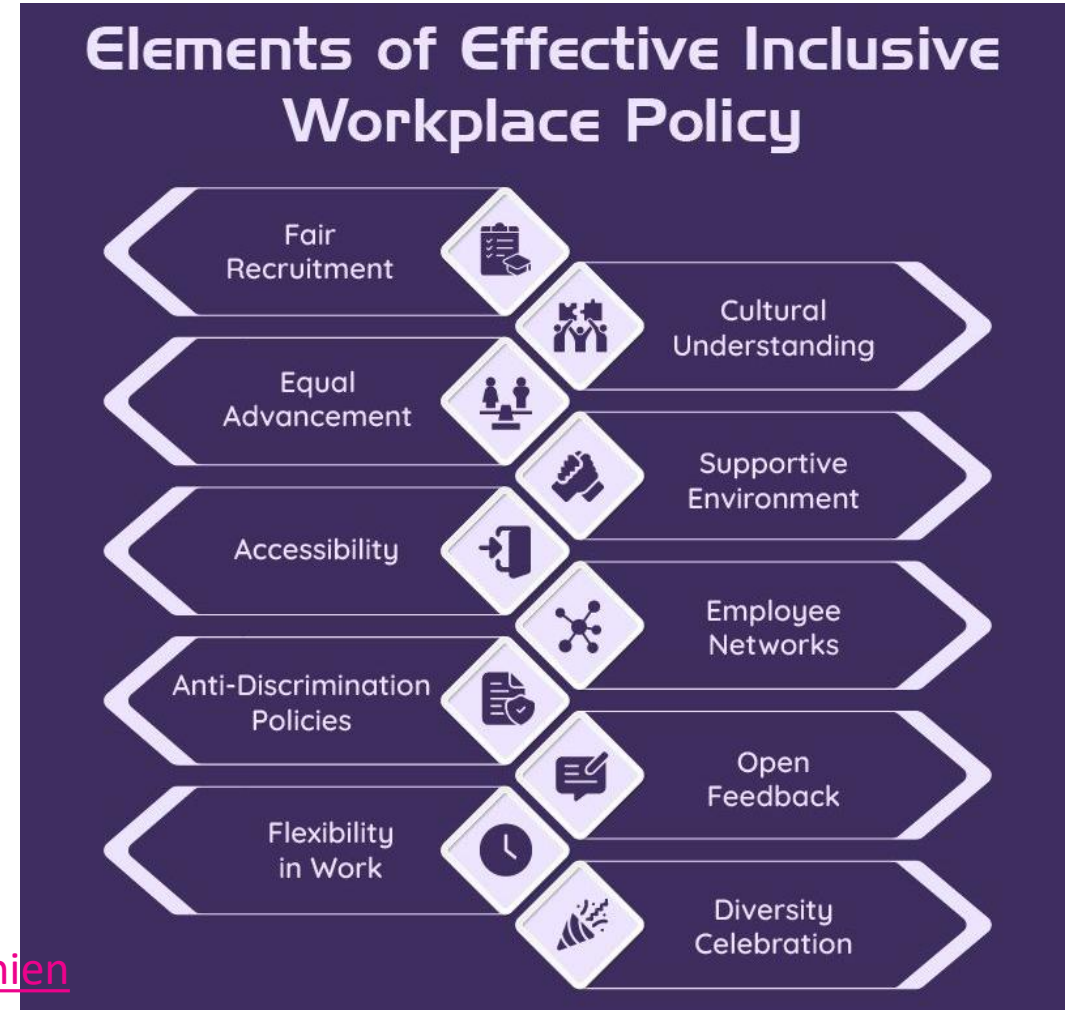 Elements of Effective Inclusive
Workplace Policy
Fair
Recruitment
Cultural
Understanding
Equal
Advancement
Supportive
Environment
Accessibility
Employee
Networks
Anti-Discrimination
Policies
Open
Feedback
Flexibility
in Work
Diversity
Celebration